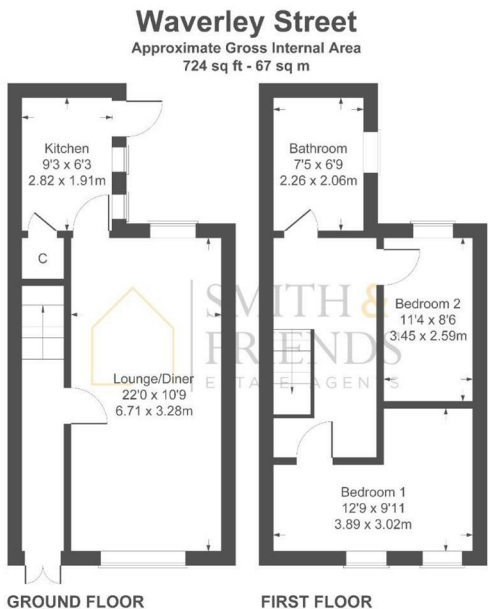 Waverley Street
Approximate Gross Internal Area
724 sq ft - 67 sq m
Kitchen
9'3 x 6'3
2.82 x 1.91m
C
Lounge/Diner
22'0 x 10'9
6.71 x 3.28m
Bathroom
7'5 x 6'9
2.26 x 2.06m
Bedroom 2
11'4 x 8'6
3.45 x 2.59m
Bedroom 1
12'9 x 9'11
3.89 x 3.02m
SMITH &
FRIENDS
ESTATE AGENTS
GROUND FLOOR
FIRST FLOOR